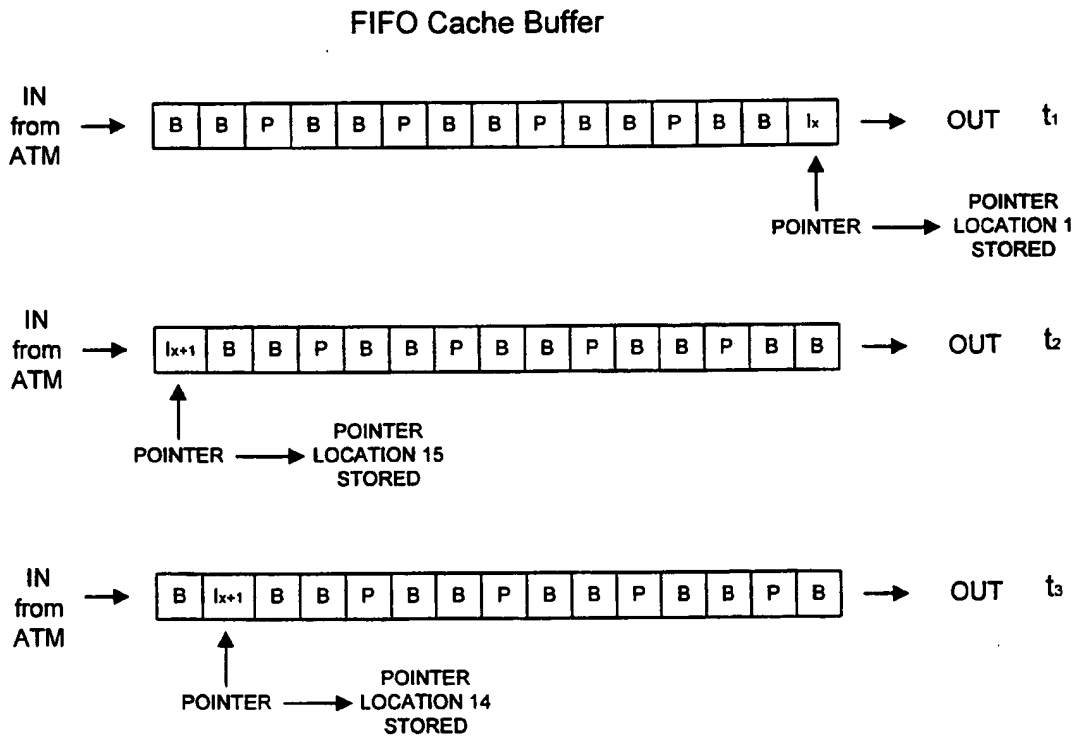 FIFO Cache Buffer
IN
from
ATM
B B P B B P B B P B B P B B Ix
OUT t1
POINTER
POINTER
LOCATION 1
STORED
IN
from
ATM
Ix+1 B B P B B P B B P B B P B B
OUT t2
POINTER
POINTER
LOCATION 15
STORED
IN
from
ATM
B Ix+1 B B P B B P B B P B B P B
OUT t3
POINTER
POINTER
LOCATION 14
STORED